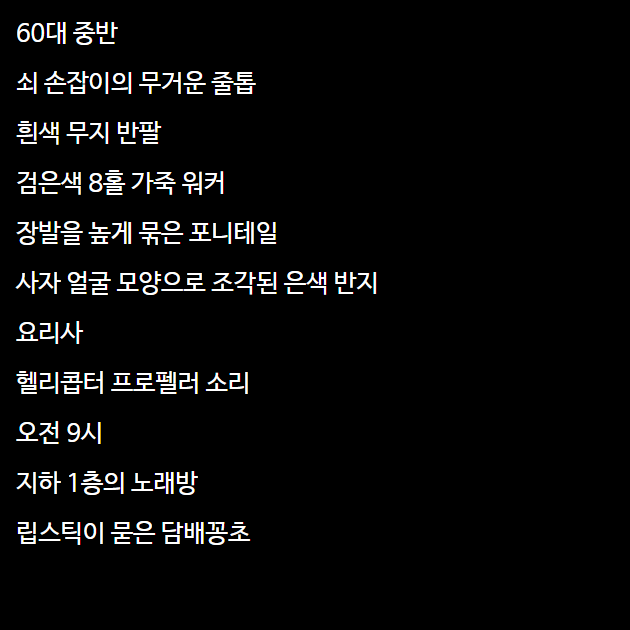 60대 중반
쇠 손잡이의 무거운 줄톱
흰색 무지 반팔
검은색 8홀 가죽 워커
장발을 높게 묶은 포니테일
사자 얼굴 모양으로 조각된 은색 반지
요리사
헬리콥터 프로펠러 소리
오전 9시
지하 1층의 노래방
립스틱이 묻은 담배꽁초